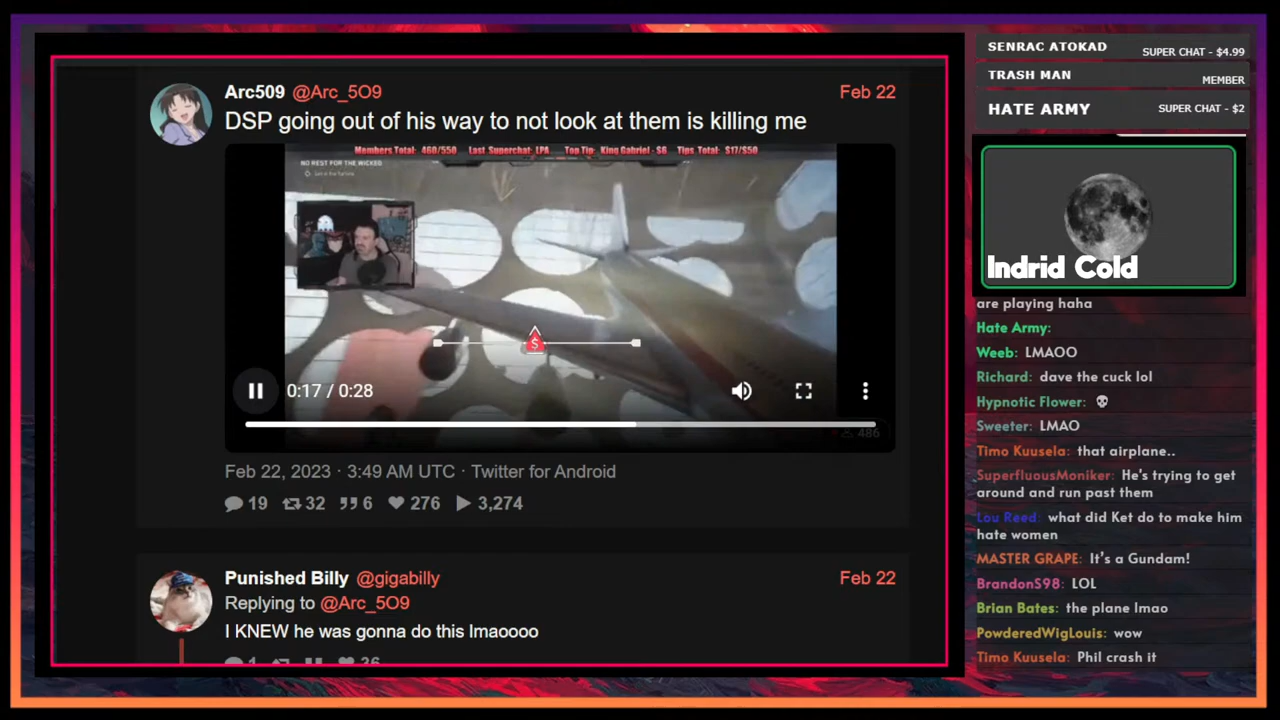 Arc509 @Arc_5O9
Feb 22
DSP going out of his way to not look at them is killing me
Members Total: 460/550 Last Superchat: LPA Top Tip: King Gabriel - $6 Tips Total: $17/$50
NO REST FOR THE WICKED
$
0:17 / 0:28
486
Feb 22, 2023 · 3:49 AM UTC · Twitter for Android
19 32 6 276 3,274
Punished Billy @gigabilly
Feb 22
Replying to @Arc_5O9
I KNEW he was gonna do this lmaoooo
1 36
SENRAC ATOKAD
SUPER CHAT - $4.99
TRASH MAN
MEMBER
HATE ARMY
SUPER CHAT - $2
Indrid Cold
are playing haha
Hate Army:
Weeb: LMAOO
Richard: dave the cuck lol
Hypnotic Flower: 💀
Sweeter: LMAO
Timo Kuusela: that airplane..
SuperfluousMoniker: He's trying to get
around and run past them
Lou Reed: what did Ket do to make him
hate women
MASTER GRAPE: It's a Gundam!
BrandonS98: LOL
Brian Bates: the plane lmao
PowderedWigLouis: wow
Timo Kuusela: Phil crash it